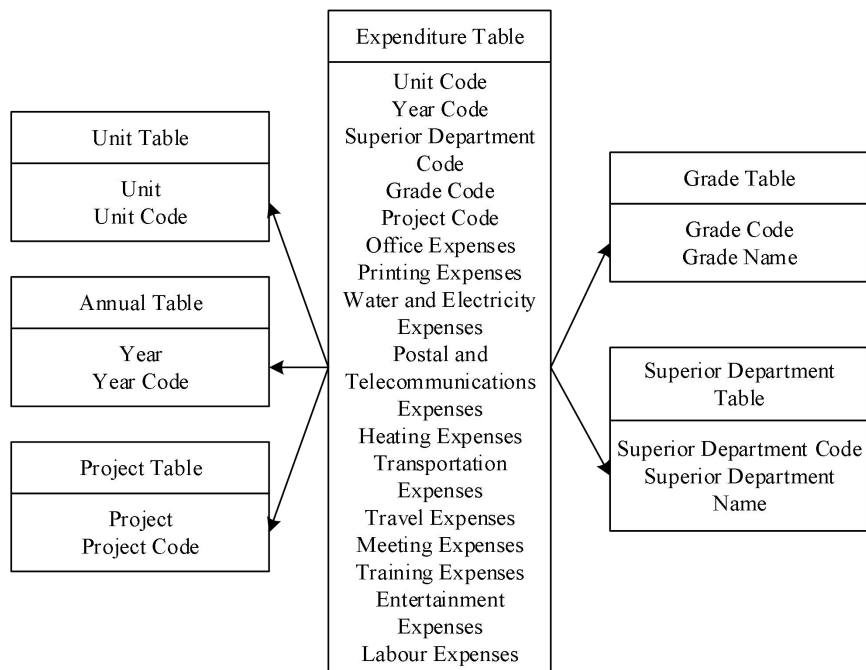 Expenditure Table
Unit Code
Year Code
Superior Department
Code
Grade Code
Project Code
Office Expenses
Printing Expenses
Water and Electricity
Expenses
Postal and
Telecommunications
Expenses
Heating Expenses
Transportation
Expenses
Travel Expenses
Meeting Expenses
Training Expenses
Entertainment
Expenses
Labour Expenses
Unit Table
Unit
Unit Code
Annual Table
Year
Year Code
Project Table
Project
Project Code
Grade Table
Grade Code
Grade Name
Superior Department
Table
Superior Department Code
Superior Department
Name